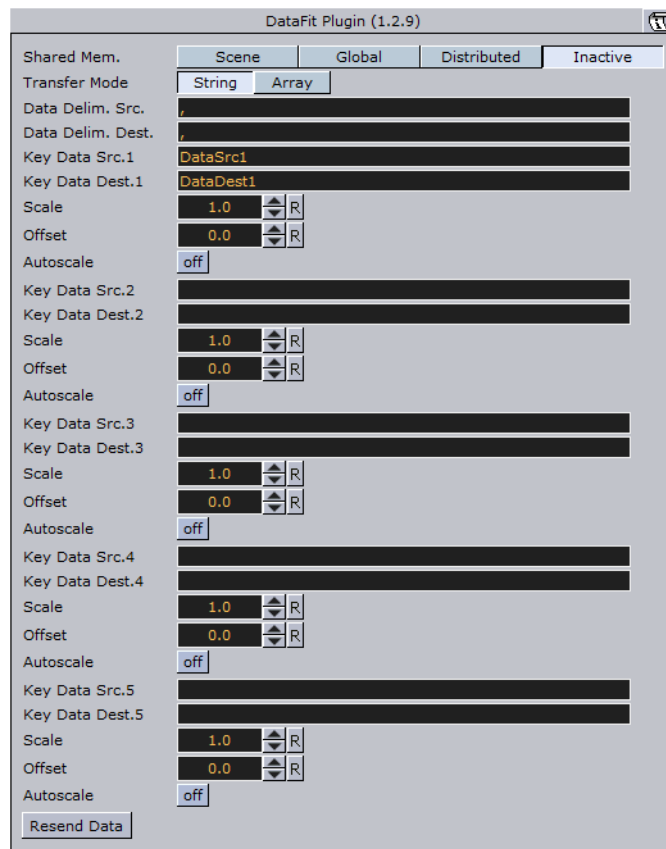 DataFit Plugin (1.2.9)
Shared Mem. Scene Global Distributed Inactive
Transfer Mode String Array
Data Delim. Src. ,
Data Delim. Dest. ,
Key Data Src.1 DataSrc1
Key Data Dest.1 DataDest1
Scale 1.0 R
Offset 0.0 R
Autoscale off
Key Data Src.2
Key Data Dest.2
Scale 1.0 R
Offset 0.0 R
Autoscale off
Key Data Src.3
Key Data Dest.3
Scale 1.0 R
Offset 0.0 R
Autoscale off
Key Data Src.4
Key Data Dest.4
Scale 1.0 R
Offset 0.0 R
Autoscale off
Key Data Src.5
Key Data Dest.5
Scale 1.0 R
Offset 0.0 R
Autoscale off
Resend Data